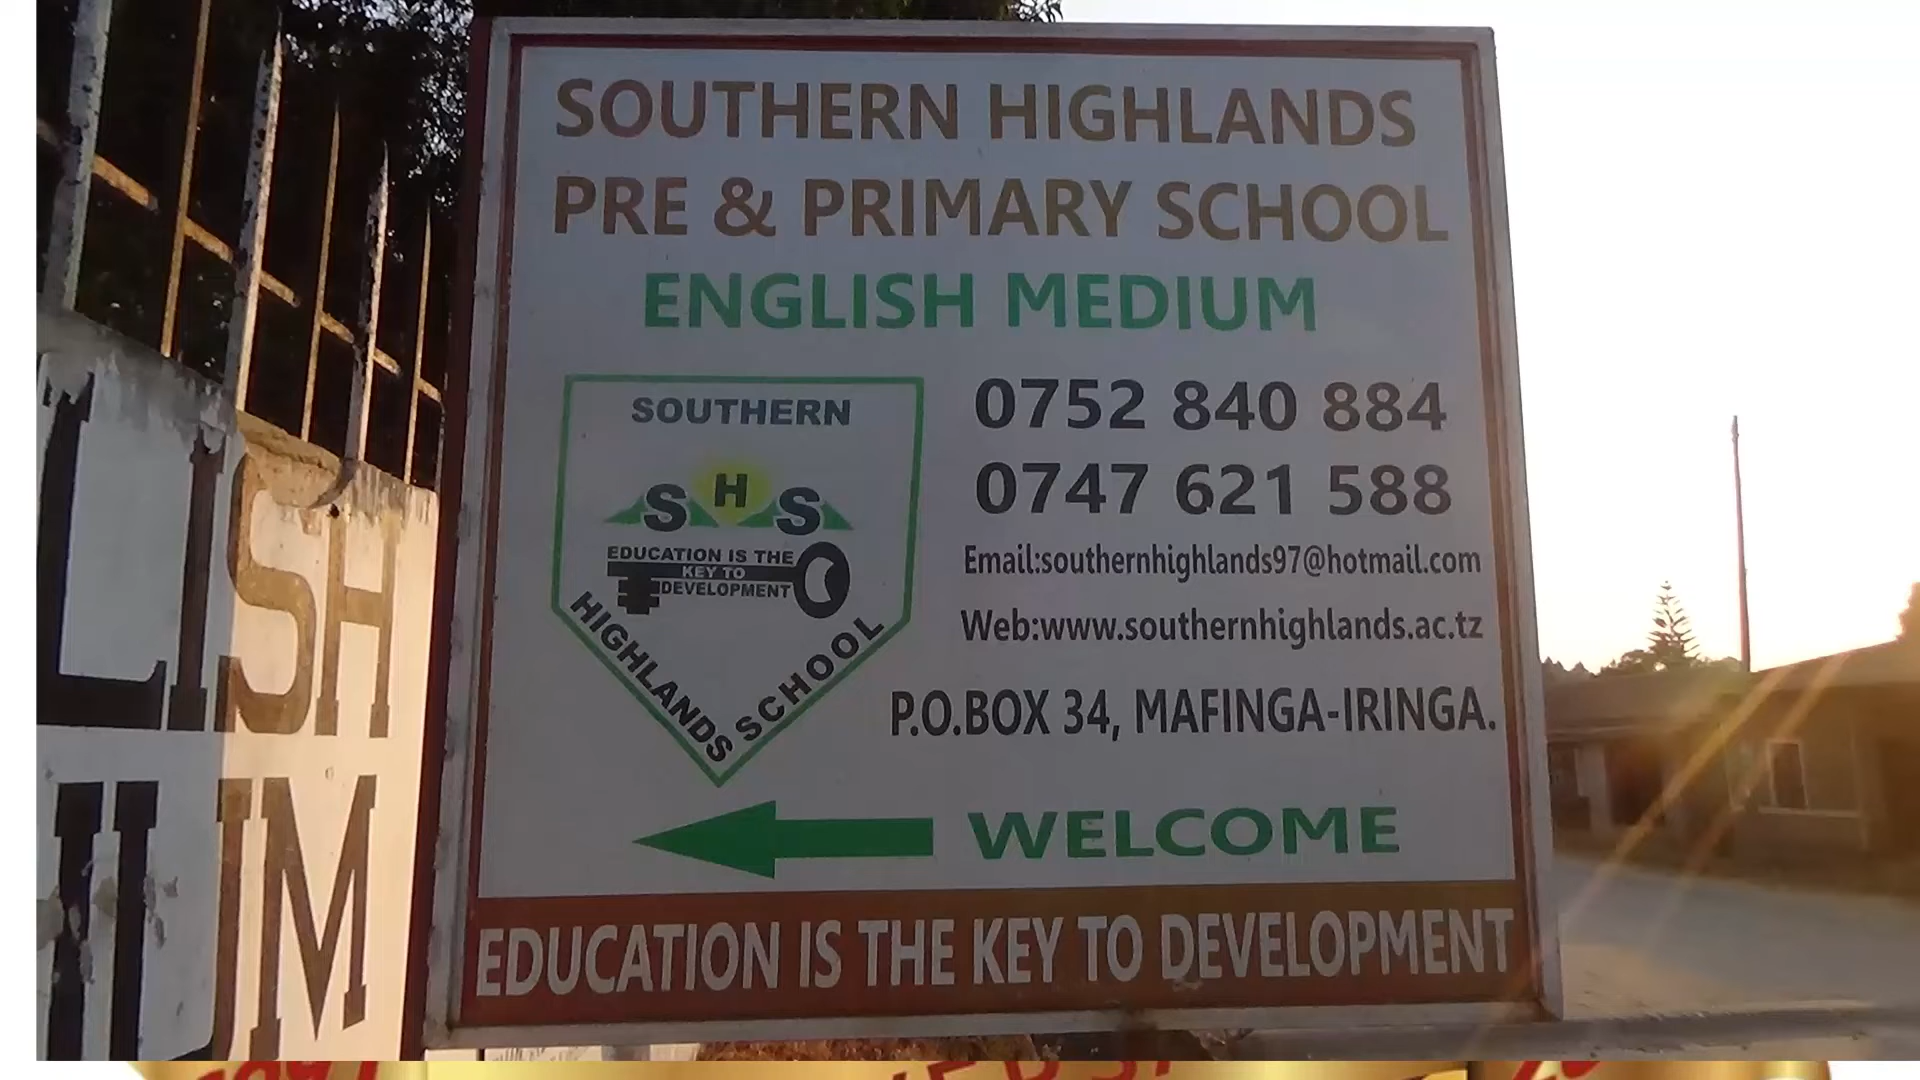 SOUTHERN HIGHLANDS
PRE & PRIMARY SCHOOL
ENGLISH MEDIUM
SOUTHERN
S H S
EDUCATION IS THE
KEY TO
DEVELOPMENT
HIGHLANDS SCHOOL
0752 840 884
0747 621 588
Email:southernhighlands97@hotmail.com
Web:www.southernhighlands.ac.tz
P.O.BOX 34, MAFINGA-IRINGA.
WELCOME
EDUCATION IS THE KEY TO DEVELOPMENT
LISH
IUM